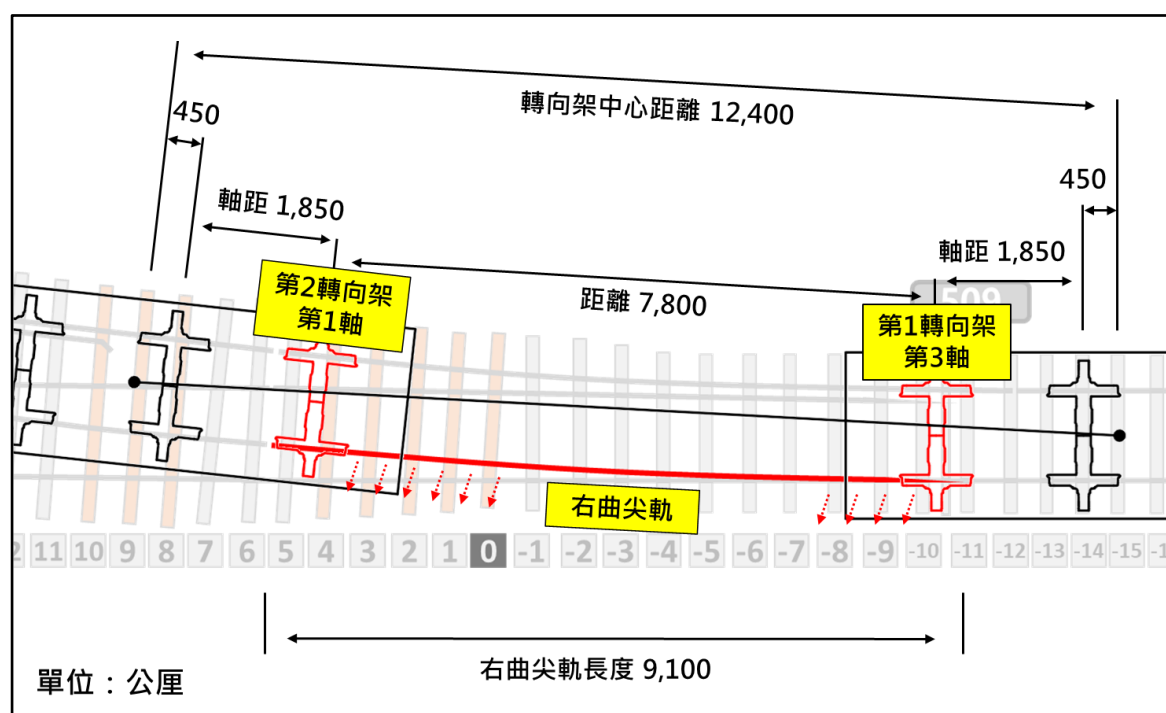 轉向架中心距離 12,400
450
450
軸距 1,850
軸距 1,850
距離 7,800
509
第2轉向架
第1軸
第1轉向架
第3軸
右曲尖軌
11 10 9 8 7 6 5 4 3 2 1 0 -1 -2 -3 -4 -5 -6 -7 -8 -9 -10 -11 -12 -13 -14 -15
右曲尖軌長度 9,100
單位：公厘